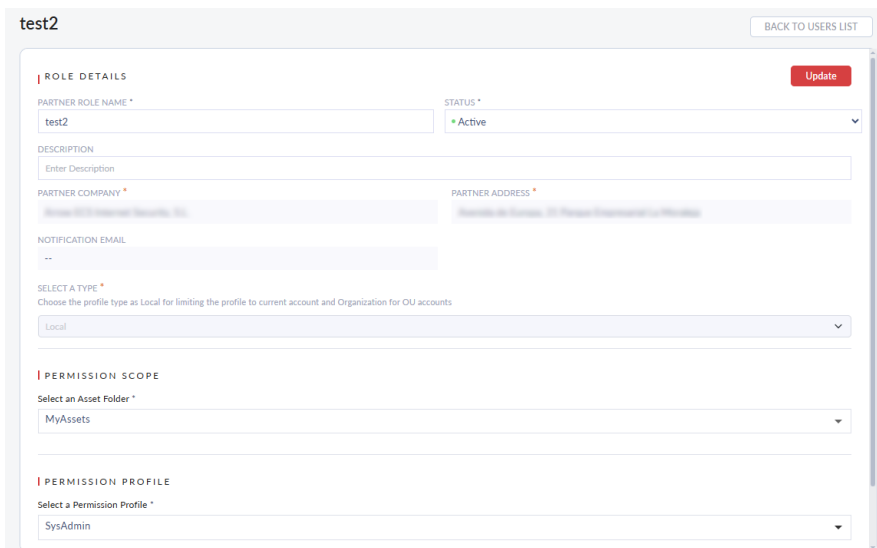 test2
BACK TO USERS LIST
ROLE DETAILS
Update
PARTNER ROLE NAME *
STATUS *
test2
Active
DESCRIPTION
Enter Description
PARTNER COMPANY *
PARTNER ADDRESS *
NOTIFICATION EMAIL
--
SELECT A TYPE *
Choose the profile type as Local for limiting the profile to current account and Organization for OU accounts
Local
PERMISSION SCOPE
Select an Asset Folder *
MyAssets
PERMISSION PROFILE
Select a Permission Profile *
SysAdmin